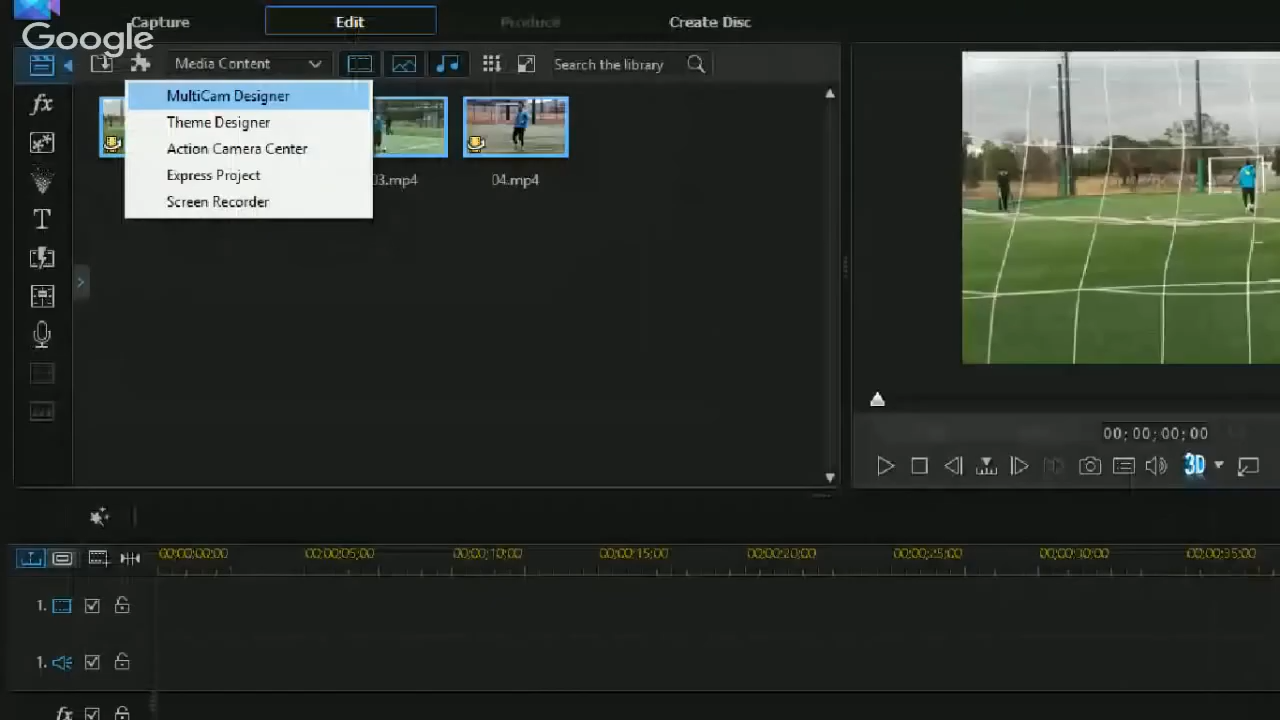 Capture
Edit
Produce
Create Disc
Google
Media Content
Search the library
MultiCam Designer
Theme Designer
Action Camera Center
Express Project
Screen Recorder
03.mp4
04.mp4
fx
T
00;00;00;00
3D
00;00;00;00
00;00;05;00
00;00;10;00
00;00;15;00
00;00;20;00
00;00;25;00
00;00;30;00
00;00;35;00
1.
1.
fx